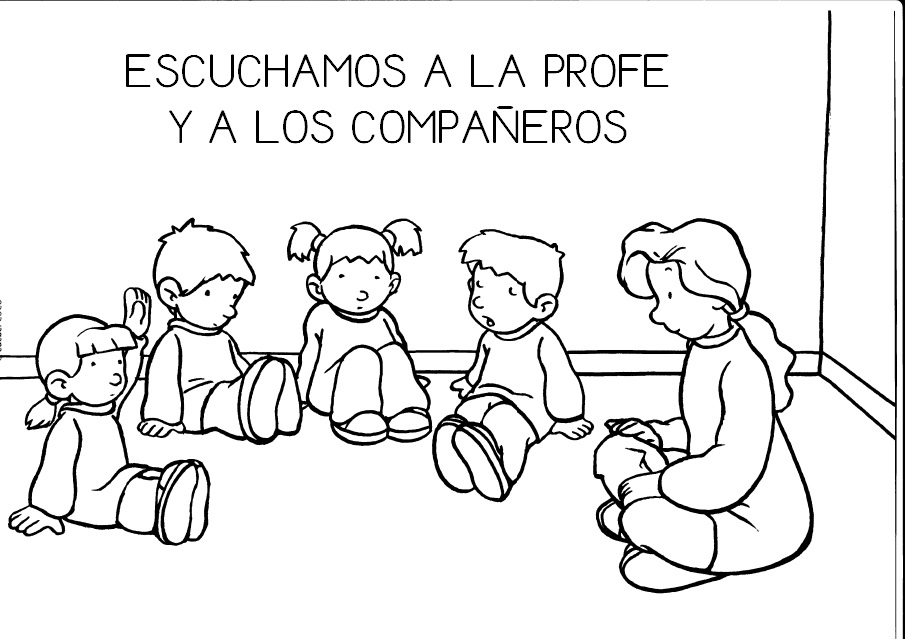 ESCUCHAMOS A LA PROFE
Y A LOS COMPAÑEROS